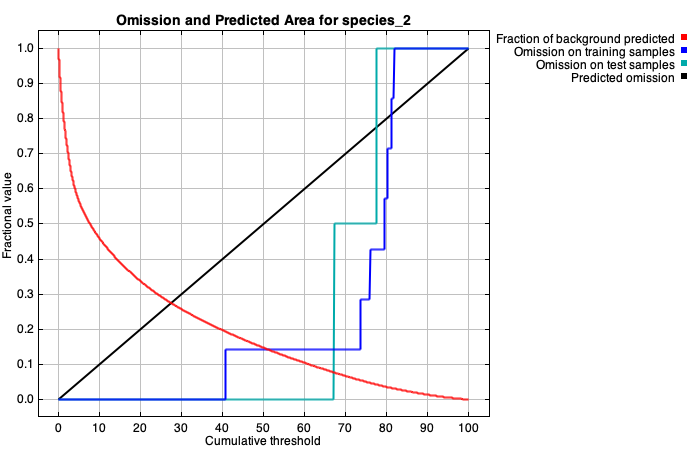 Omission and Predicted Area for species_2
Fraction of background predicted
Omission on training samples
Omission on test samples
Predicted omission
Fractional value
1.0
0.9
0.8
0.7
0.6
0.5
0.4
0.3
0.2
0.1
0.0
0 10 20 30 40 50 60 70 80 90 100
Cumulative threshold